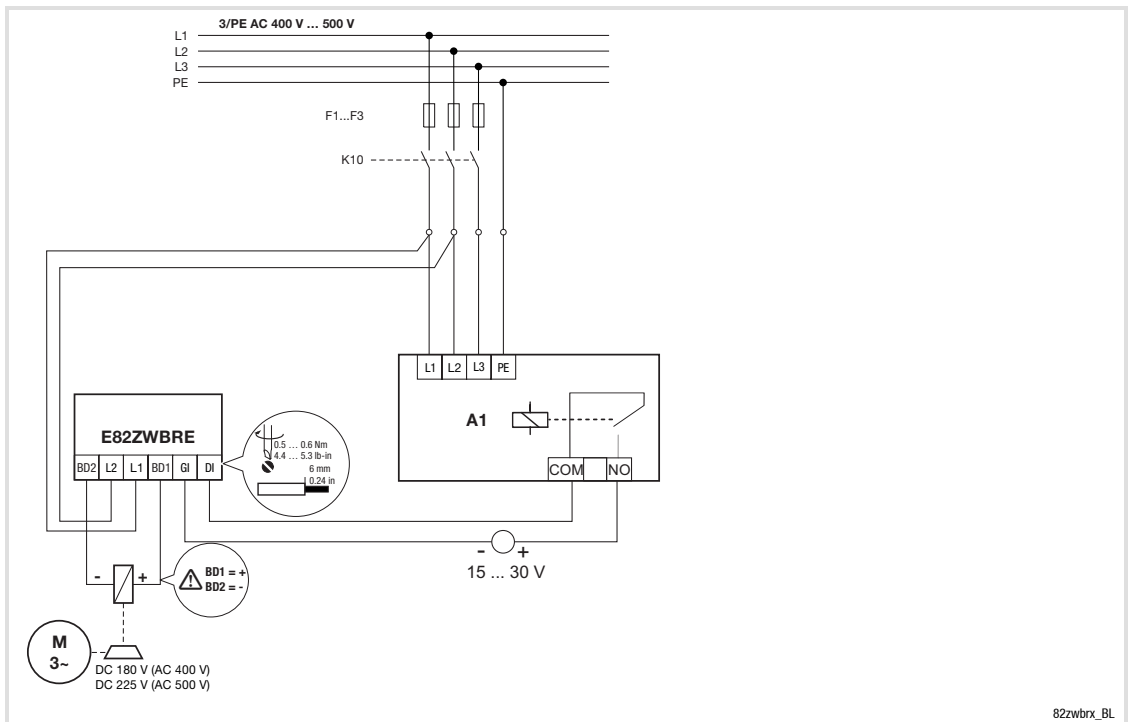 3/PE AC 400 V ... 500 V
L1
L2
L3
PE
F1...F3
K10
L1 L2 L3 PE
A1
COM NO
E82ZWBRE
BD2 L2 L1 BD1 GI DI
0.5 ... 0.6 Nm
4.4 ... 5.3 lb-in
6 mm
0.24 in
- +
15 ... 30 V
- +
BD1 = +
BD2 = -
M
3~
DC 180 V (AC 400 V)
DC 225 V (AC 500 V)
82zwbrx_BL